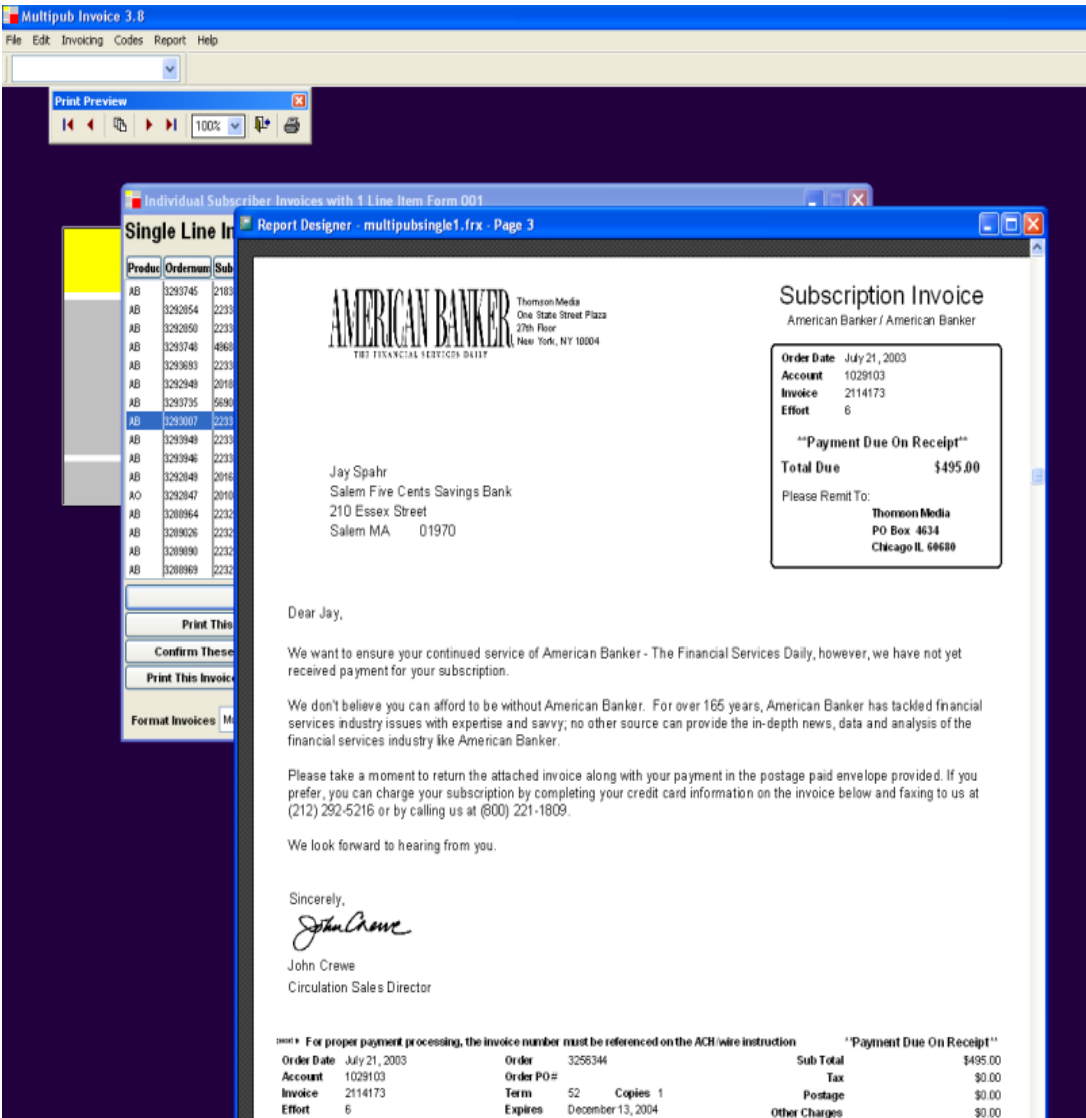 Multipub Invoice 3.8
File Edit Invoicing Codes Report Help
Print Preview
100%
Individual Subscriber Invoices with 1 Line Item Form 001
Single Line In
Report Designer - multipubsingle1.frx - Page 3
Produc Ordernum Sub
AB 3293745 2183
AB 3292854 2233
AB 3292850 2233
AB 3293748 4968
AB 3293693 2233
AB 3292949 2018
AB 3293735 5690
AB 3293007 2233
AB 3293949 2233
AB 3293946 2233
AB 3292849 2016
AO 3292847 2010
AB 3288964 2232
AB 3289026 2232
AB 3289890 2232
AB 3288969 2232
Print This
Confirm These
Print This Invoice
Format Invoices Mu
AMERICAN BANKER
THE FINANCIAL SERVICES DAILY
Thomson Media
One State Street Plaza
27th Floor
New York, NY 10004
Subscription Invoice
American Banker / American Banker
Order Date July 21, 2003
Account 1029103
Invoice 2114173
Effort 6
**Payment Due On Receipt**
Total Due $495.00
Please Remit To:
Thomson Media
PO Box 4634
Chicago IL 60680
Jay Spahr
Salem Five Cents Savings Bank
210 Essex Street
Salem MA 01970
Dear Jay,
We want to ensure your continued service of American Banker - The Financial Services Daily, however, we have not yet
received payment for your subscription.
We don't believe you can afford to be without American Banker. For over 165 years, American Banker has tackled financial
services industry issues with expertise and savvy; no other source can provide the in-depth news, data and analysis of the
financial services industry like American Banker.
Please take a moment to return the attached invoice along with your payment in the postage paid envelope provided. If you
prefer, you can charge your subscription by completing your credit card information on the invoice below and faxing to us at
(212) 292-5216 or by calling us at (800) 221-1809.
We look forward to hearing from you.
Sincerely,
John Crewe
John Crewe
Circulation Sales Director
For proper payment processing, the invoice number must be referenced on the ACH/wire instruction **Payment Due On Receipt**
Order Date July 21, 2003 Order 3256344 Sub Total $495.00
Account 1029103 Order PO# Tax $0.00
Invoice 2114173 Term 52 Copies 1 Postage $0.00
Effort 6 Expires December 13, 2004 Other Charges $0.00